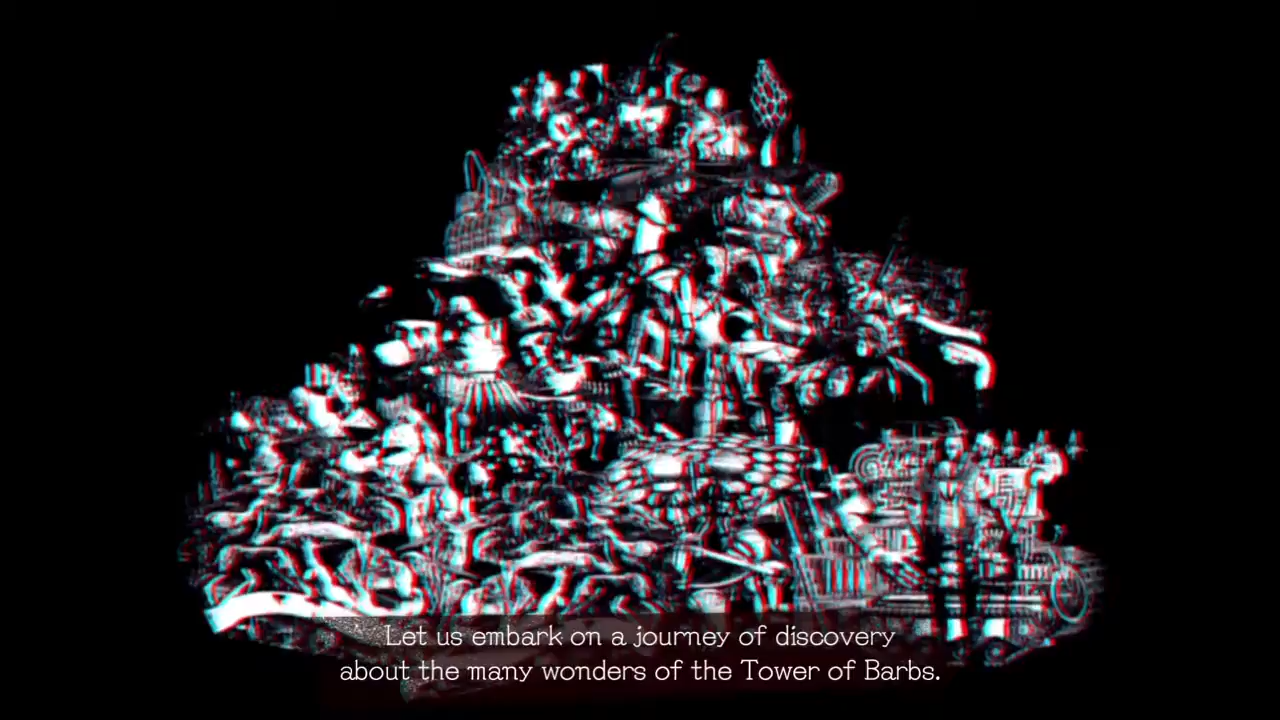 Let us embark on a journey of discovery
about the many wonders of the Tower of Barbs.